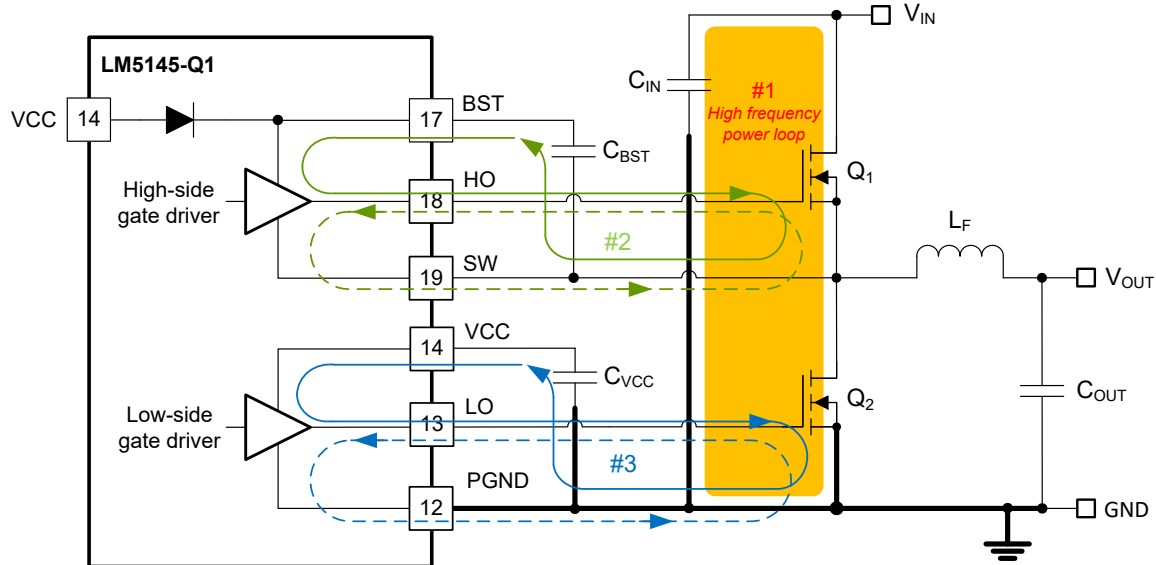 V_IN
LM5145-Q1
C_IN
#1
High frequency
power loop
VCC
14
17
BST
C_BST
High-side
gate driver
18
HO
Q_1
#2
L_F
19
SW
V_OUT
VCC
14
C_VCC
Q_2
C_OUT
Low-side
gate driver
13
LO
#3
PGND
12
GND